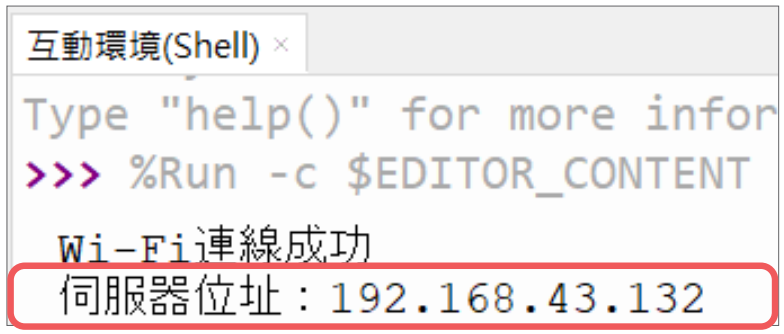 互動環境(Shell) ×
Type "help()" for more infor
>>> %Run -c $EDITOR_CONTENT
Wi-Fi連線成功
伺服器位址：192.168.43.132